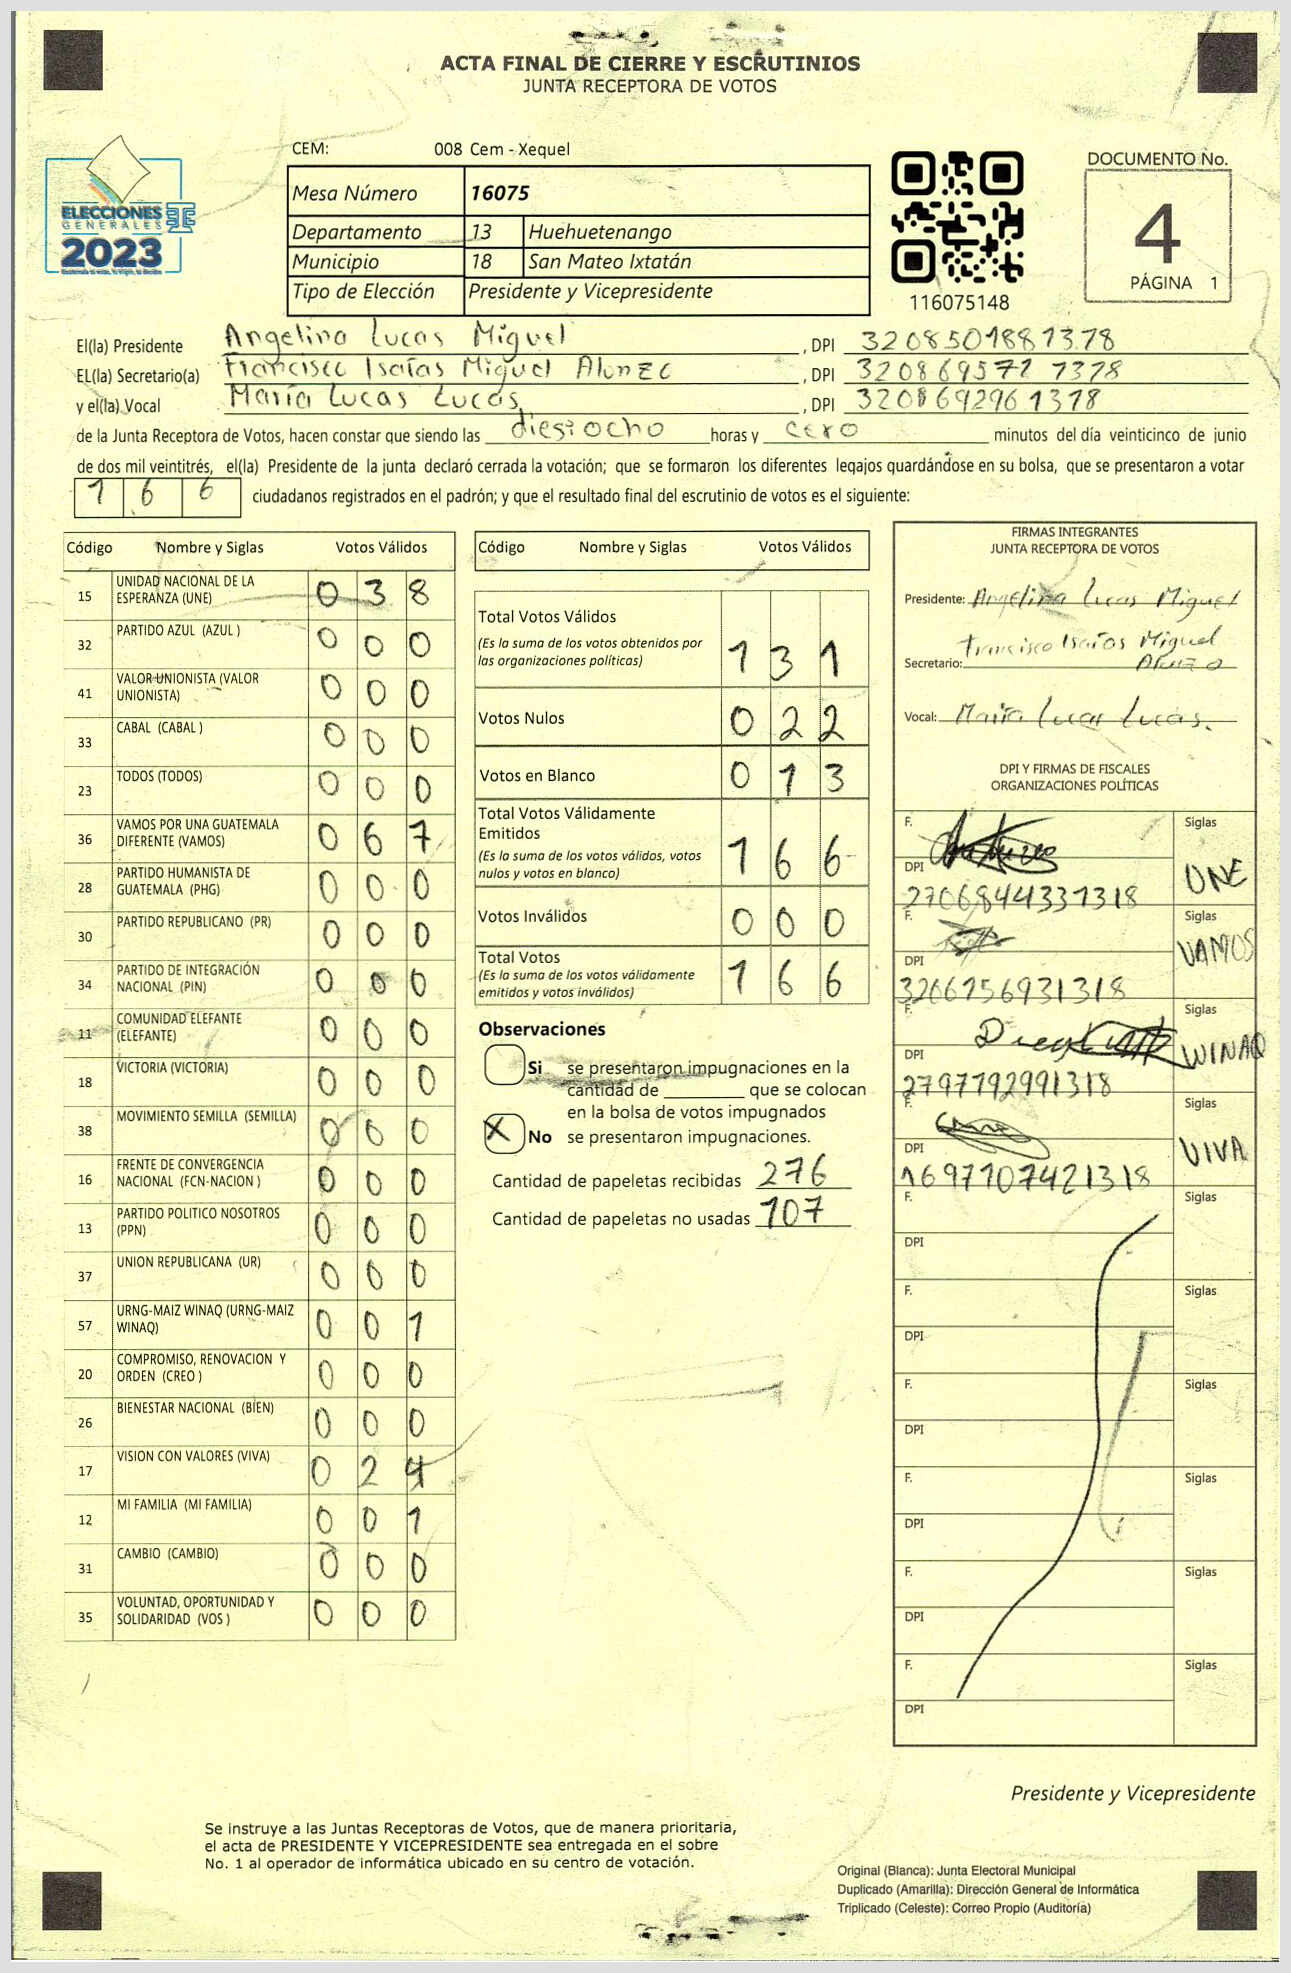 ACTA FINAL DE CIERRE Y ESCRUTINIOS
JUNTA RECEPTORA DE VOTOS
ELECCIONES
GENERALES
2023
CEM: 008 Cem - Xequel
Mesa Número 16075
Departamento 13 Huehuetenango
Municipio 18 San Mateo Ixtatán
Tipo de Elección Presidente y Vicepresidente
116075148
DOCUMENTO No.
4
PÁGINA 1
El(la) Presidente Angelina Lucas Miguel , DPI 3208501881378
EL(la) Secretario(a) Francisco Isaías Miguel Alonzo , DPI 320869571 1318
y el(la) Vocal María Lucas Lucas , DPI 3208692961318
de la Junta Receptora de Votos, hacen constar que siendo las diesiocho horas y cero minutos del día veinticinco de junio
de dos mil veintitrés, el(la) Presidente de la junta declaró cerrada la votación; que se formaron los diferentes legajos guardándose en su bolsa, que se presentaron a votar
1 6 6 ciudadanos registrados en el padrón; y que el resultado final del escrutinio de votos es el siguiente:
Código Nombre y Siglas Votos Válidos
15 UNIDAD NACIONAL DE LA ESPERANZA (UNE) 0 3 8
32 PARTIDO AZUL (AZUL ) 0 0 0
41 VALOR UNIONISTA (VALOR UNIONISTA) 0 0 0
33 CABAL (CABAL ) 0 0 0
23 TODOS (TODOS) 0 0 0
36 VAMOS POR UNA GUATEMALA DIFERENTE (VAMOS) 0 6 7
28 PARTIDO HUMANISTA DE GUATEMALA (PHG) 0 0 0
30 PARTIDO REPUBLICANO (PR) 0 0 0
34 PARTIDO DE INTEGRACIÓN NACIONAL (PIN) 0 0 0
11 COMUNIDAD ELEFANTE (ELEFANTE) 0 0 0
18 VICTORIA (VICTORIA) 0 0 0
38 MOVIMIENTO SEMILLA (SEMILLA) 0 0 0
16 FRENTE DE CONVERGENCIA NACIONAL (FCN-NACION ) 0 0 0
13 PARTIDO POLITICO NOSOTROS (PPN) 0 0 0
37 UNION REPUBLICANA (UR) 0 0 0
57 URNG-MAIZ WINAQ (URNG-MAIZ WINAQ) 0 0 1
20 COMPROMISO, RENOVACION Y ORDEN (CREO ) 0 0 0
26 BIENESTAR NACIONAL (BIEN) 0 0 0
17 VISION CON VALORES (VIVA) 0 2 4
12 MI FAMILIA (MI FAMILIA) 0 0 1
31 CAMBIO (CAMBIO) 0 0 0
35 VOLUNTAD, OPORTUNIDAD Y SOLIDARIDAD (VOS ) 0 0 0
Código Nombre y Siglas Votos Válidos
Total Votos Válidos
(Es la suma de los votos obtenidos por
las organizaciones políticas) 1 3 1
Votos Nulos 0 2 2
Votos en Blanco 0 1 3
Total Votos Válidamente
Emitidos
(Es la suma de los votos válidos, votos
nulos y votos en blanco) 1 6 6
Votos Inválidos 0 0 0
Total Votos
(Es la suma de los votos válidamente
emitidos y votos inválidos) 1 6 6
Observaciones
Si se presentaron impugnaciones en la
cantidad de ________ que se colocan
en la bolsa de votos impugnados
X No se presentaron impugnaciones.
Cantidad de papeletas recibidas 276
Cantidad de papeletas no usadas 107
FIRMAS INTEGRANTES
JUNTA RECEPTORA DE VOTOS
Presidente: Angelina Lucas Miguel
Francisco Isaías Miguel
Secretario: Alonzo
Vocal: María Lucas Lucas.
DPI Y FIRMAS DE FISCALES
ORGANIZACIONES POLÍTICAS
F. Siglas
DPI UNE
2706844331318
F. Siglas
DPI VAMOS
3206156931318
F. Siglas
DPI WINAQ
2797792991318
F. Siglas
DPI VIVA
1697107421318
F. Siglas
DPI
F. Siglas
DPI
F. Siglas
DPI
F. Siglas
DPI
F. Siglas
DPI
F. Siglas
DPI
Presidente y Vicepresidente
Se instruye a las Juntas Receptoras de Votos, que de manera prioritaria,
el acta de PRESIDENTE Y VICEPRESIDENTE sea entregada en el sobre
No. 1 al operador de informática ubicado en su centro de votación.
Original (Blanca): Junta Electoral Municipal
Duplicado (Amarilla): Dirección General de Informática
Triplicado (Celeste): Correo Propio (Auditoría)